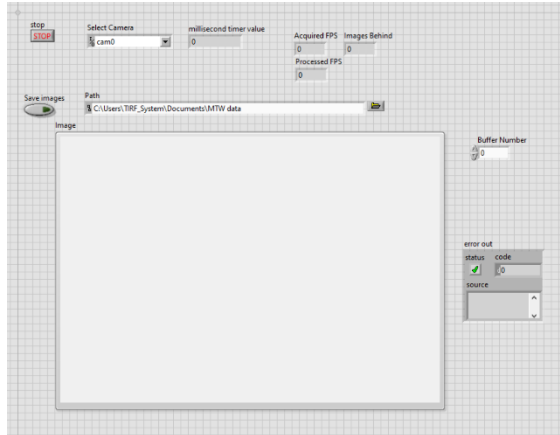 stop
STOP
Select Camera
cam0
millisecond timer value
0
Acquired FPS
0
Images Behind
0
Processed FPS
0
Save images
Path
C:\Users\TIRF_System\Documents\MTW data
Image
Buffer Number
0
error out
status
code
0
source